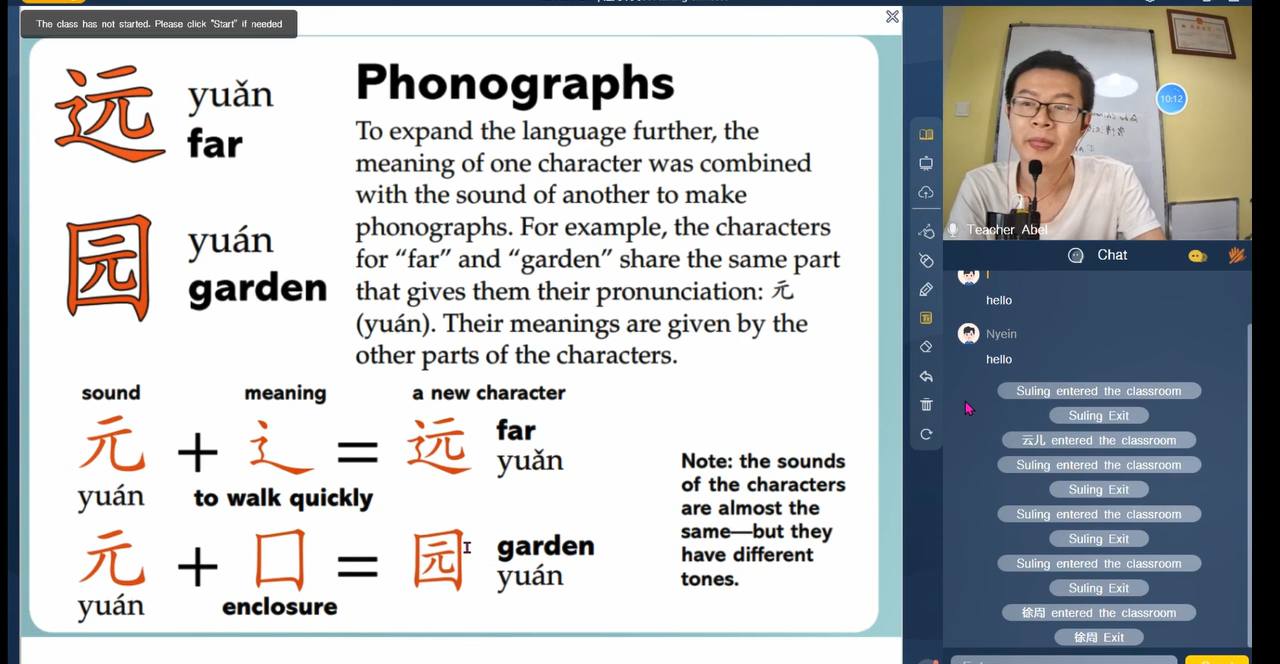 The class has not started. Please click "Start" if needed
远
yuǎn
far
园
yuán
garden
Phonographs
To expand the language further, the
meaning of one character was combined
with the sound of another to make
phonographs. For example, the characters
for “far” and “garden” share the same part
that gives them their pronunciation: 元
(yuán). Their meanings are given by the
other parts of the characters.
sound meaning a new character
元 + 辶 = 远 far
yuǎn
yuán to walk quickly
元 + 囗 = 园 garden
yuán
yuán enclosure
Note: the sounds
of the characters
are almost the
same—but they
have different
tones.
10:12
Teacher Abel
Chat
hello
Nyein
hello
Suling entered the classroom
Suling Exit
云儿 entered the classroom
Suling entered the classroom
Suling Exit
Suling entered the classroom
Suling Exit
Suling entered the classroom
Suling Exit
徐周 entered the classroom
徐周 Exit